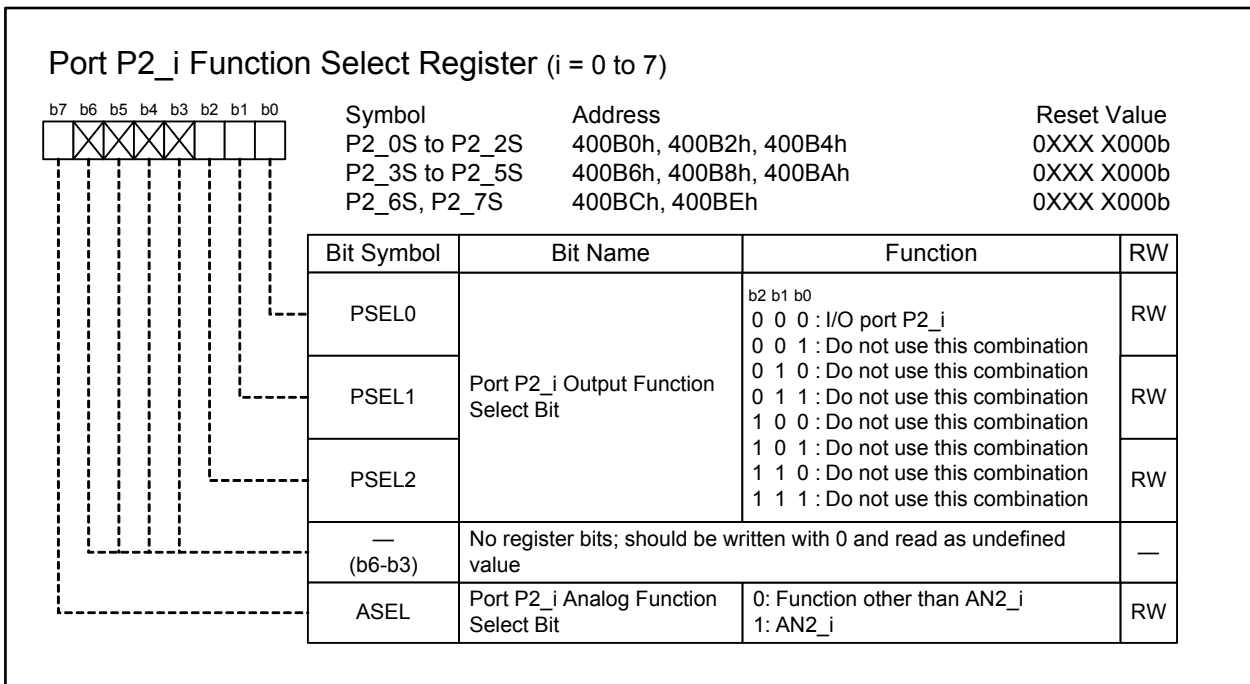 Port P2_i Function Select Register (i = 0 to 7)
b7 b6 b5 b4 b3 b2 b1 b0
Symbol Address Reset Value
P2_0S to P2_2S 400B0h, 400B2h, 400B4h 0XXX X000b
P2_3S to P2_5S 400B6h, 400B8h, 400BAh 0XXX X000b
P2_6S, P2_7S 400BCh, 400BEh 0XXX X000b
Bit Symbol Bit Name Function RW
PSEL0 RW
PSEL1 RW
PSEL2 RW
Port P2_i Output Function
Select Bit
b2 b1 b0
0 0 0 : I/O port P2_i
0 0 1 : Do not use this combination
0 1 0 : Do not use this combination
0 1 1 : Do not use this combination
1 0 0 : Do not use this combination
1 0 1 : Do not use this combination
1 1 0 : Do not use this combination
1 1 1 : Do not use this combination
—
(b6-b3)
No register bits; should be written with 0 and read as undefined
value
—
ASEL
Port P2_i Analog Function
Select Bit
0: Function other than AN2_i
1: AN2_i
RW